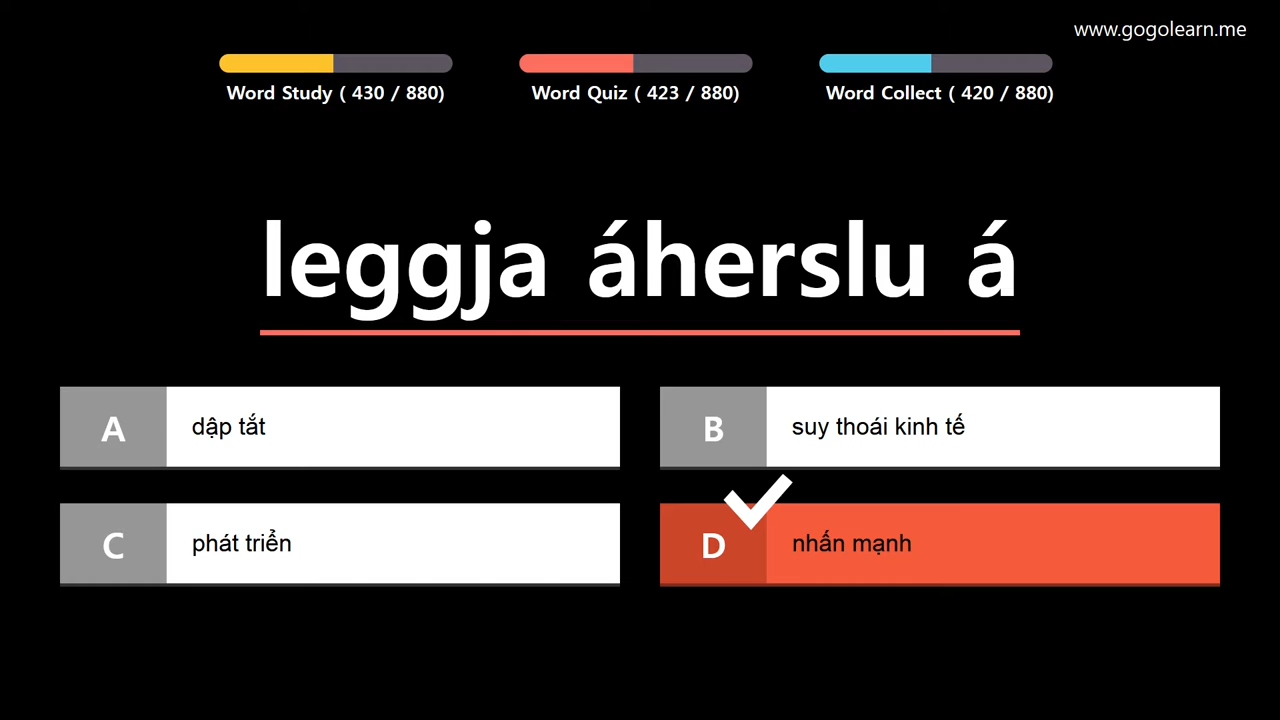 www.gogolearn.me
Word Study ( 430 / 880)
Word Quiz ( 423 / 880)
Word Collect ( 420 / 880)
leggja áherslu á
A
dập tắt
B
suy thoái kinh tế
C
phát triển
D
nhấn mạnh